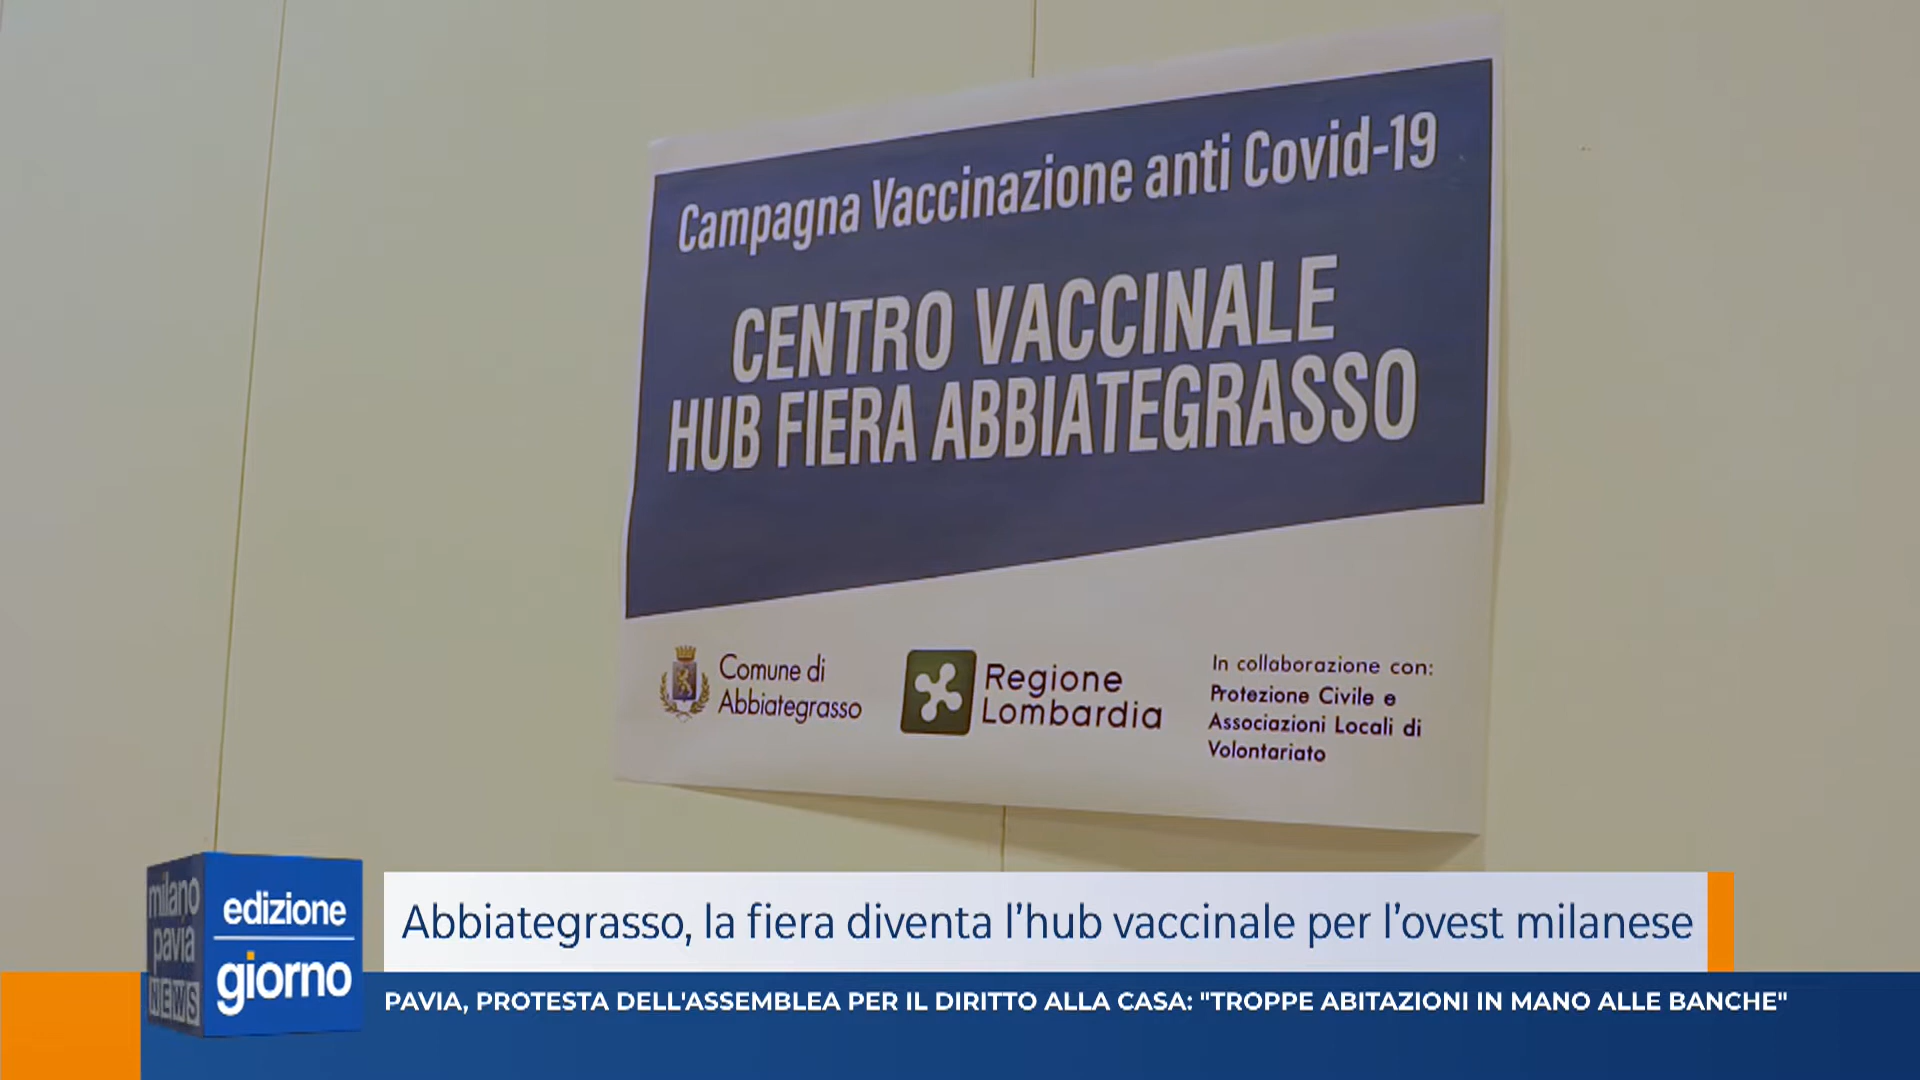 Campagna Vaccinazione anti Covid-19
CENTRO VACCINALE
HUB FIERA ABBIATEGRASSO
Comune di
Abbiategrasso
Regione
Lombardia
In collaborazione con:
Protezione Civile e
Associazioni Locali di
Volontariato
milano
pavia
NEWS
edizione
giorno
Abbiategrasso, la fiera diventa l'hub vaccinale per l'ovest milanese
PAVIA, PROTESTA DELL'ASSEMBLEA PER IL DIRITTO ALLA CASA: "TROPPE ABITAZIONI IN MANO ALLE BANCHE"